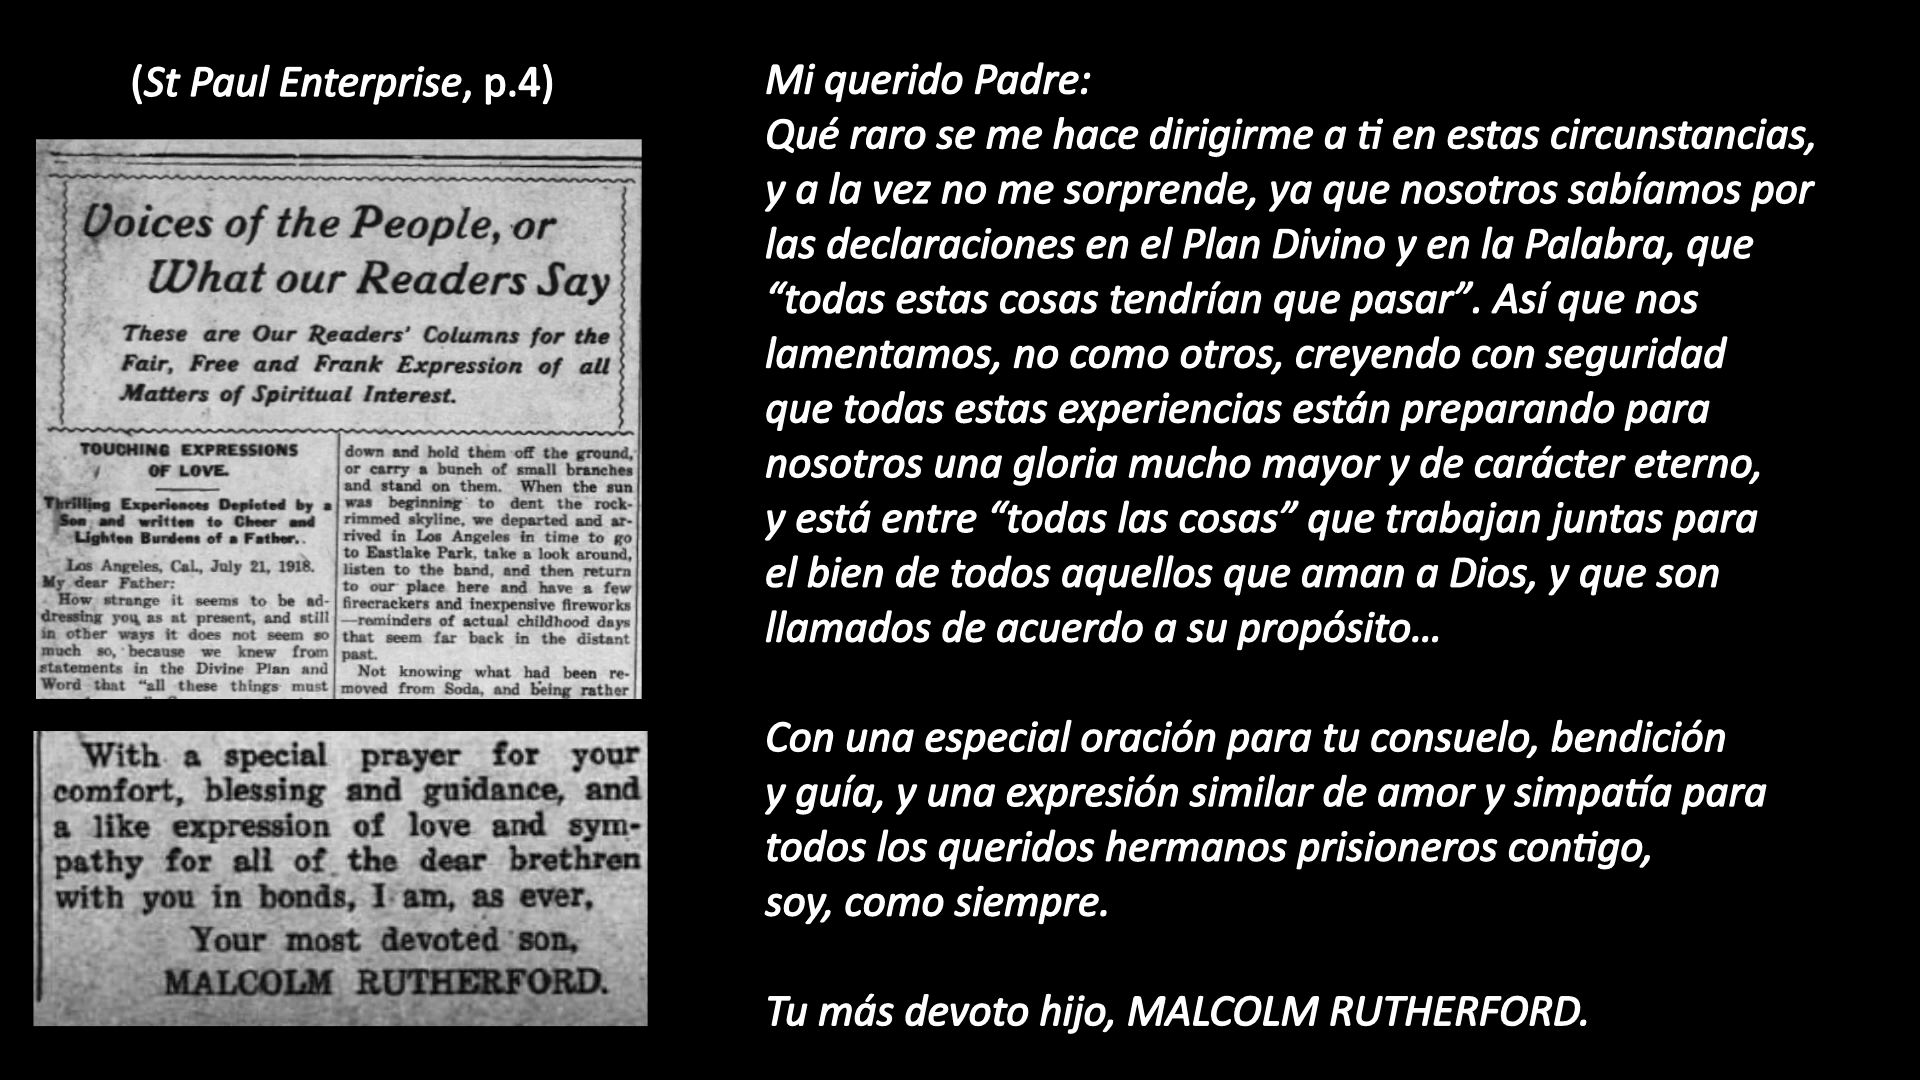 (St Paul Enterprise, p.4)
Voices of the People, or
What our Readers Say
These are Our Readers' Columns for the
Fair, Free and Frank Expression of all
Matters of Spiritual Interest.
TOUCHING EXPRESSIONS
OF LOVE.
Thrilling Experiences Depicted by a
Son and written to Cheer and
Lighten Burdens of a Father.
Los Angeles, Cal., July 21, 1918.
My dear Father:
How strange it seems to be ad-
dressing you as at present, and still
in other ways it does not seem so
much so, because we knew from
statements in the Divine Plan and
Word that "all these things must
down and hold them off the ground,
or carry a bunch of small branches
and stand on them. When the sun
was beginning to dent the rock-
rimmed skyline, we departed and ar-
rived in Los Angeles in time to go
to Eastlake Park, take a look around,
listen to the band, and then return
to our place here and have a few
firecrackers and inexpensive fireworks
—reminders of actual childhood days
that seem far back in the distant
past.
Not knowing what had been re-
moved from Soda, and being rather
With a special prayer for your
comfort, blessing and guidance, and
a like expression of love and sym-
pathy for all of the dear brethren
with you in bonds, I am, as ever,
Your most devoted son,
MALCOLM RUTHERFORD.
Mi querido Padre:
Qué raro se me hace dirigirme a ti en estas circunstancias,
y a la vez no me sorprende, ya que nosotros sabíamos por
las declaraciones en el Plan Divino y en la Palabra, que
“todas estas cosas tendrían que pasar”. Así que nos
lamentamos, no como otros, creyendo con seguridad
que todas estas experiencias están preparando para
nosotros una gloria mucho mayor y de carácter eterno,
y está entre “todas las cosas” que trabajan juntas para
el bien de todos aquellos que aman a Dios, y que son
llamados de acuerdo a su propósito…
Con una especial oración para tu consuelo, bendición
y guía, y una expresión similar de amor y simpatía para
todos los queridos hermanos prisioneros contigo,
soy, como siempre.
Tu más devoto hijo, MALCOLM RUTHERFORD.